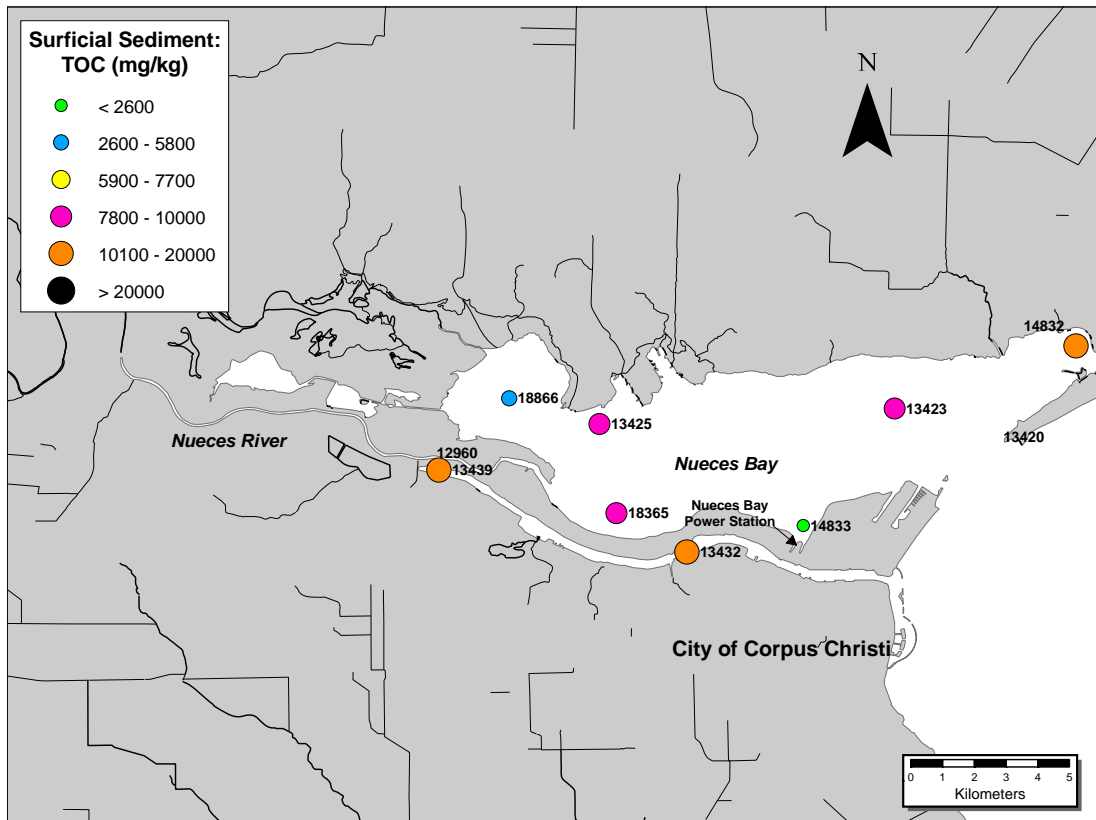 Surficial Sediment:
TOC (mg/kg)
< 2600
2600 - 5800
5900 - 7700
7800 - 10000
10100 - 20000
> 20000
N
14832
18866
13425
13423
13420
Nueces River
12960
13439
Nueces Bay
18365
Nueces Bay
Power Station
14833
13432
City of Corpus Christi
0 1 2 3 4 5
Kilometers